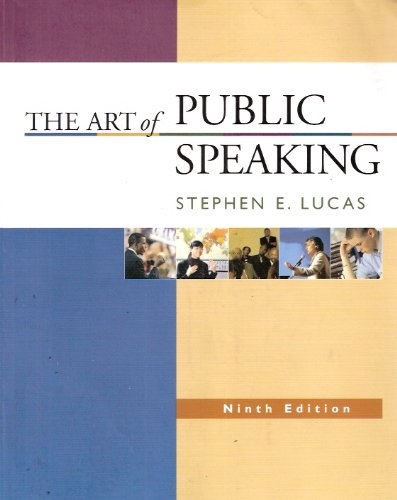 THE ART of PUBLIC
SPEAKING
STEPHEN E. LUCAS
Ninth Edition